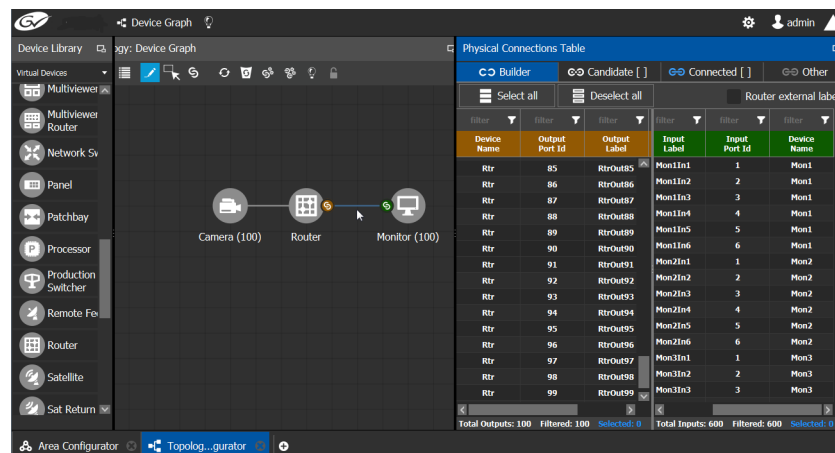 GV
Device Graph
admin
Device Library
gy: Device Graph
Physical Connections Table
Virtual Devices
Builder
Candidate [ ]
Connected [ ]
Other
Select all
Deselect all
Router external labe
Multiviewer
Multiviewer
Router
Network Sw
Panel
Patchbay
P Processor
Production
Switcher
Remote Fe
Router
Satellite
Sat Return
Camera (100)
Router
Monitor (100)
filter filter filter filter filter filter
Device Name Output Port Id Output Label Input Label Input Port Id Device Name
Rtr 85 RtrOut85 Mon1In1 1 Mon1
Rtr 86 RtrOut86 Mon1In2 2 Mon1
Rtr 87 RtrOut87 Mon1In3 3 Mon1
Rtr 88 RtrOut88 Mon1In4 4 Mon1
Rtr 89 RtrOut89 Mon1In5 5 Mon1
Rtr 90 RtrOut90 Mon1In6 6 Mon1
Rtr 91 RtrOut91 Mon2In1 1 Mon2
Rtr 92 RtrOut92 Mon2In2 2 Mon2
Rtr 93 RtrOut93 Mon2In3 3 Mon2
Rtr 94 RtrOut94 Mon2In4 4 Mon2
Rtr 95 RtrOut95 Mon2In5 5 Mon2
Rtr 96 RtrOut96 Mon2In6 6 Mon2
Rtr 97 RtrOut97 Mon3In1 1 Mon3
Rtr 98 RtrOut98 Mon3In2 2 Mon3
Rtr 99 RtrOut99 Mon3In3 3 Mon3
Total Outputs: 100 Filtered: 100 Selected: 0 Total Inputs: 600 Filtered: 600 Selected: 0
Area Configurator
Topolog...gurator